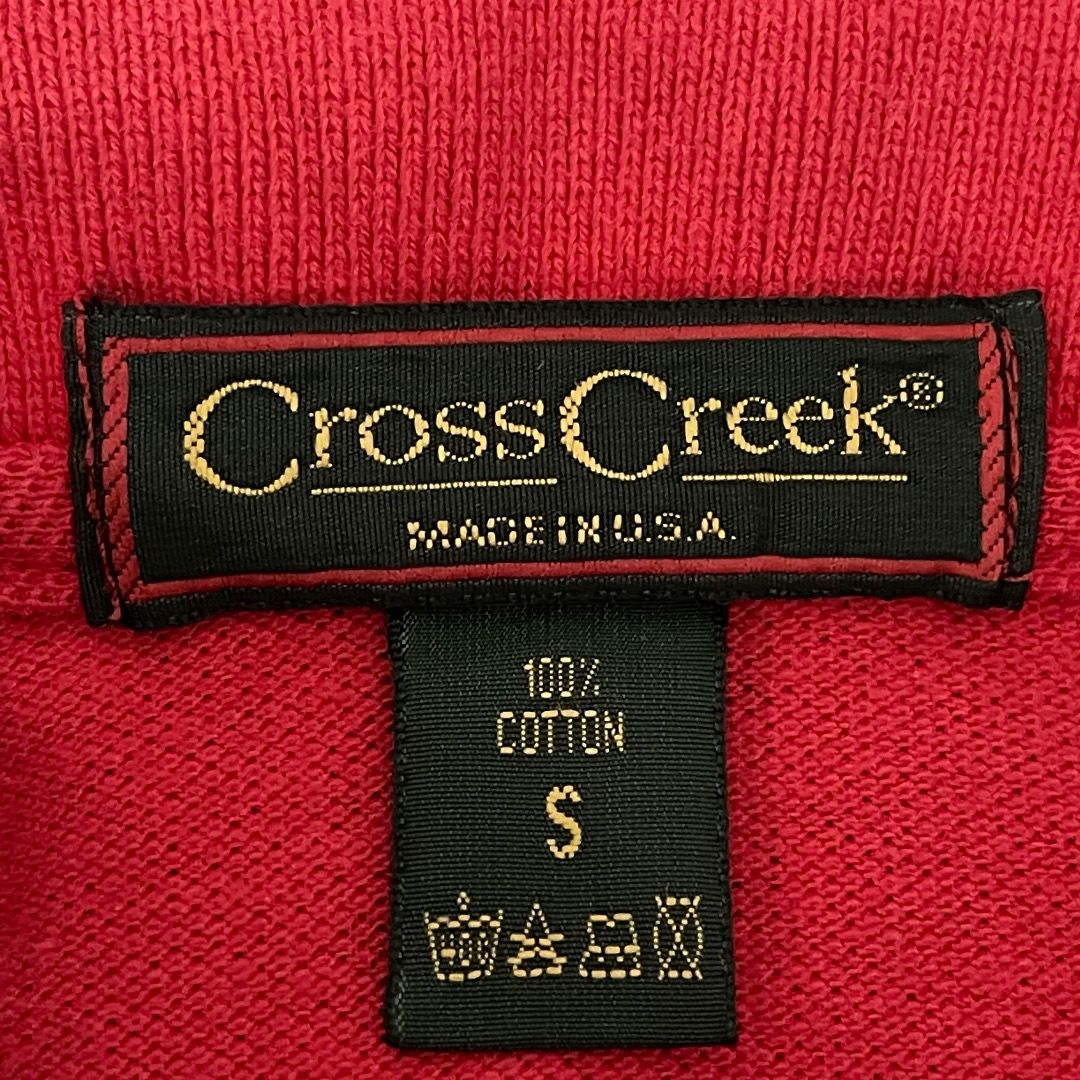 CrossCreek®
MADE IN U.S.A.
100%
COTTON
S